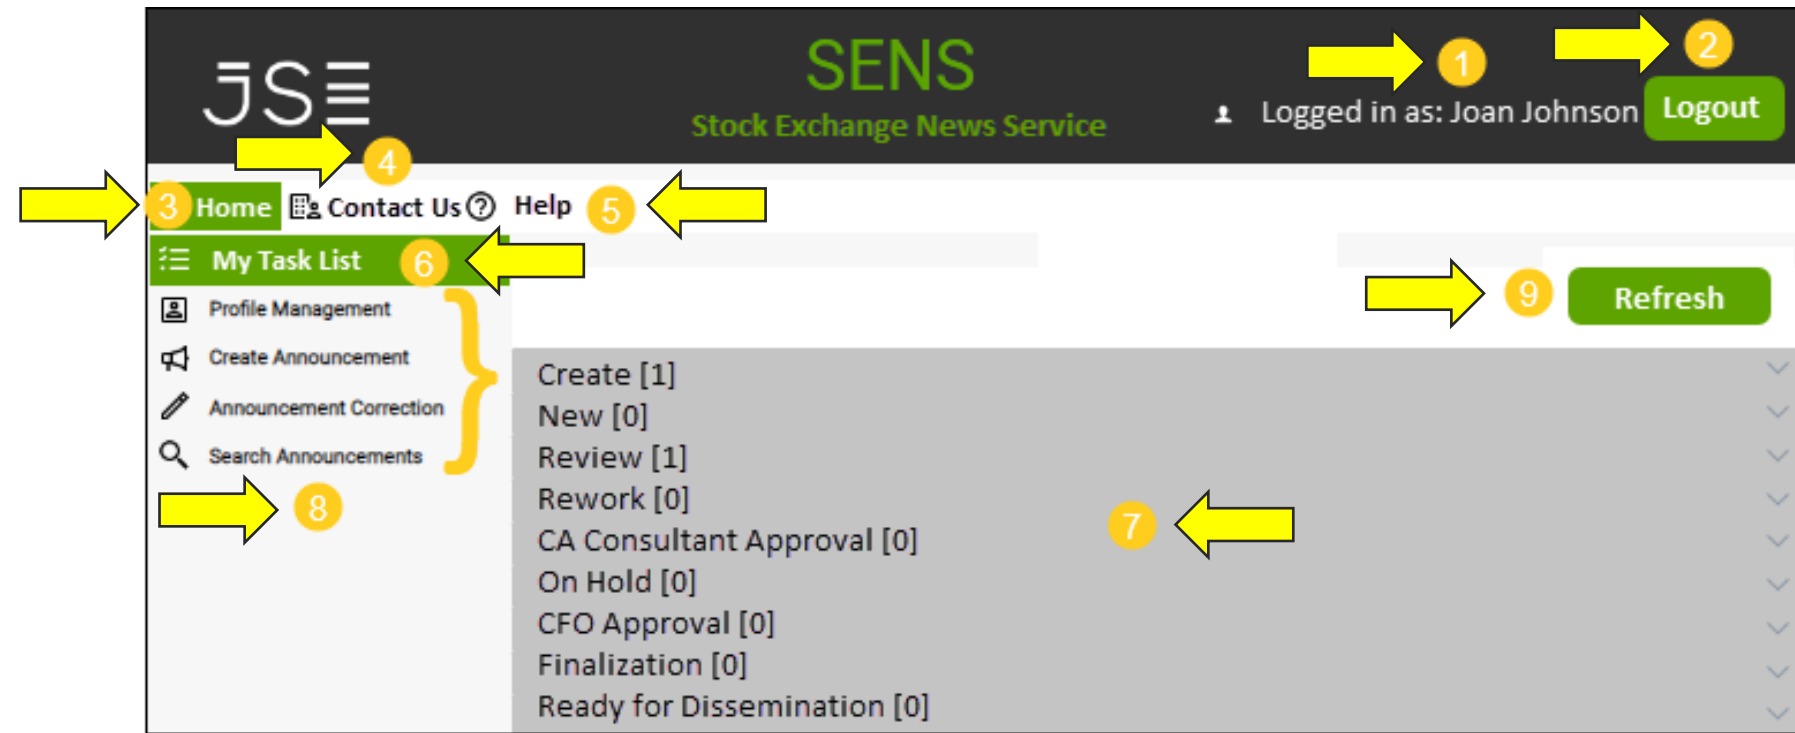 JSE
SENS
Stock Exchange News Service
1
2
Logged in as: Joan Johnson
Logout
4
3 Home Contact Us ? Help 5
My Task List 6
Profile Management
Create Announcement
Announcement Correction
Search Announcements
8
9 Refresh
Create [1]
New [0]
Review [1]
Rework [0]
CA Consultant Approval [0]
On Hold [0]
CFO Approval [0]
Finalization [0]
Ready for Dissemination [0]
7